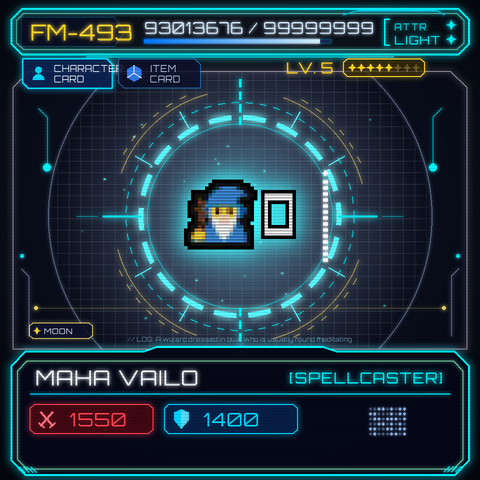 FM-493
93013676 / 99999999
ATTR
LIGHT
CHARACTER
CARD
ITEM
CARD
LV. 5
MOON
// LOG: A wizard dressed in blue who is usually found meditating.
MAHA VAILO
[SPELLCASTER]
1550
1400